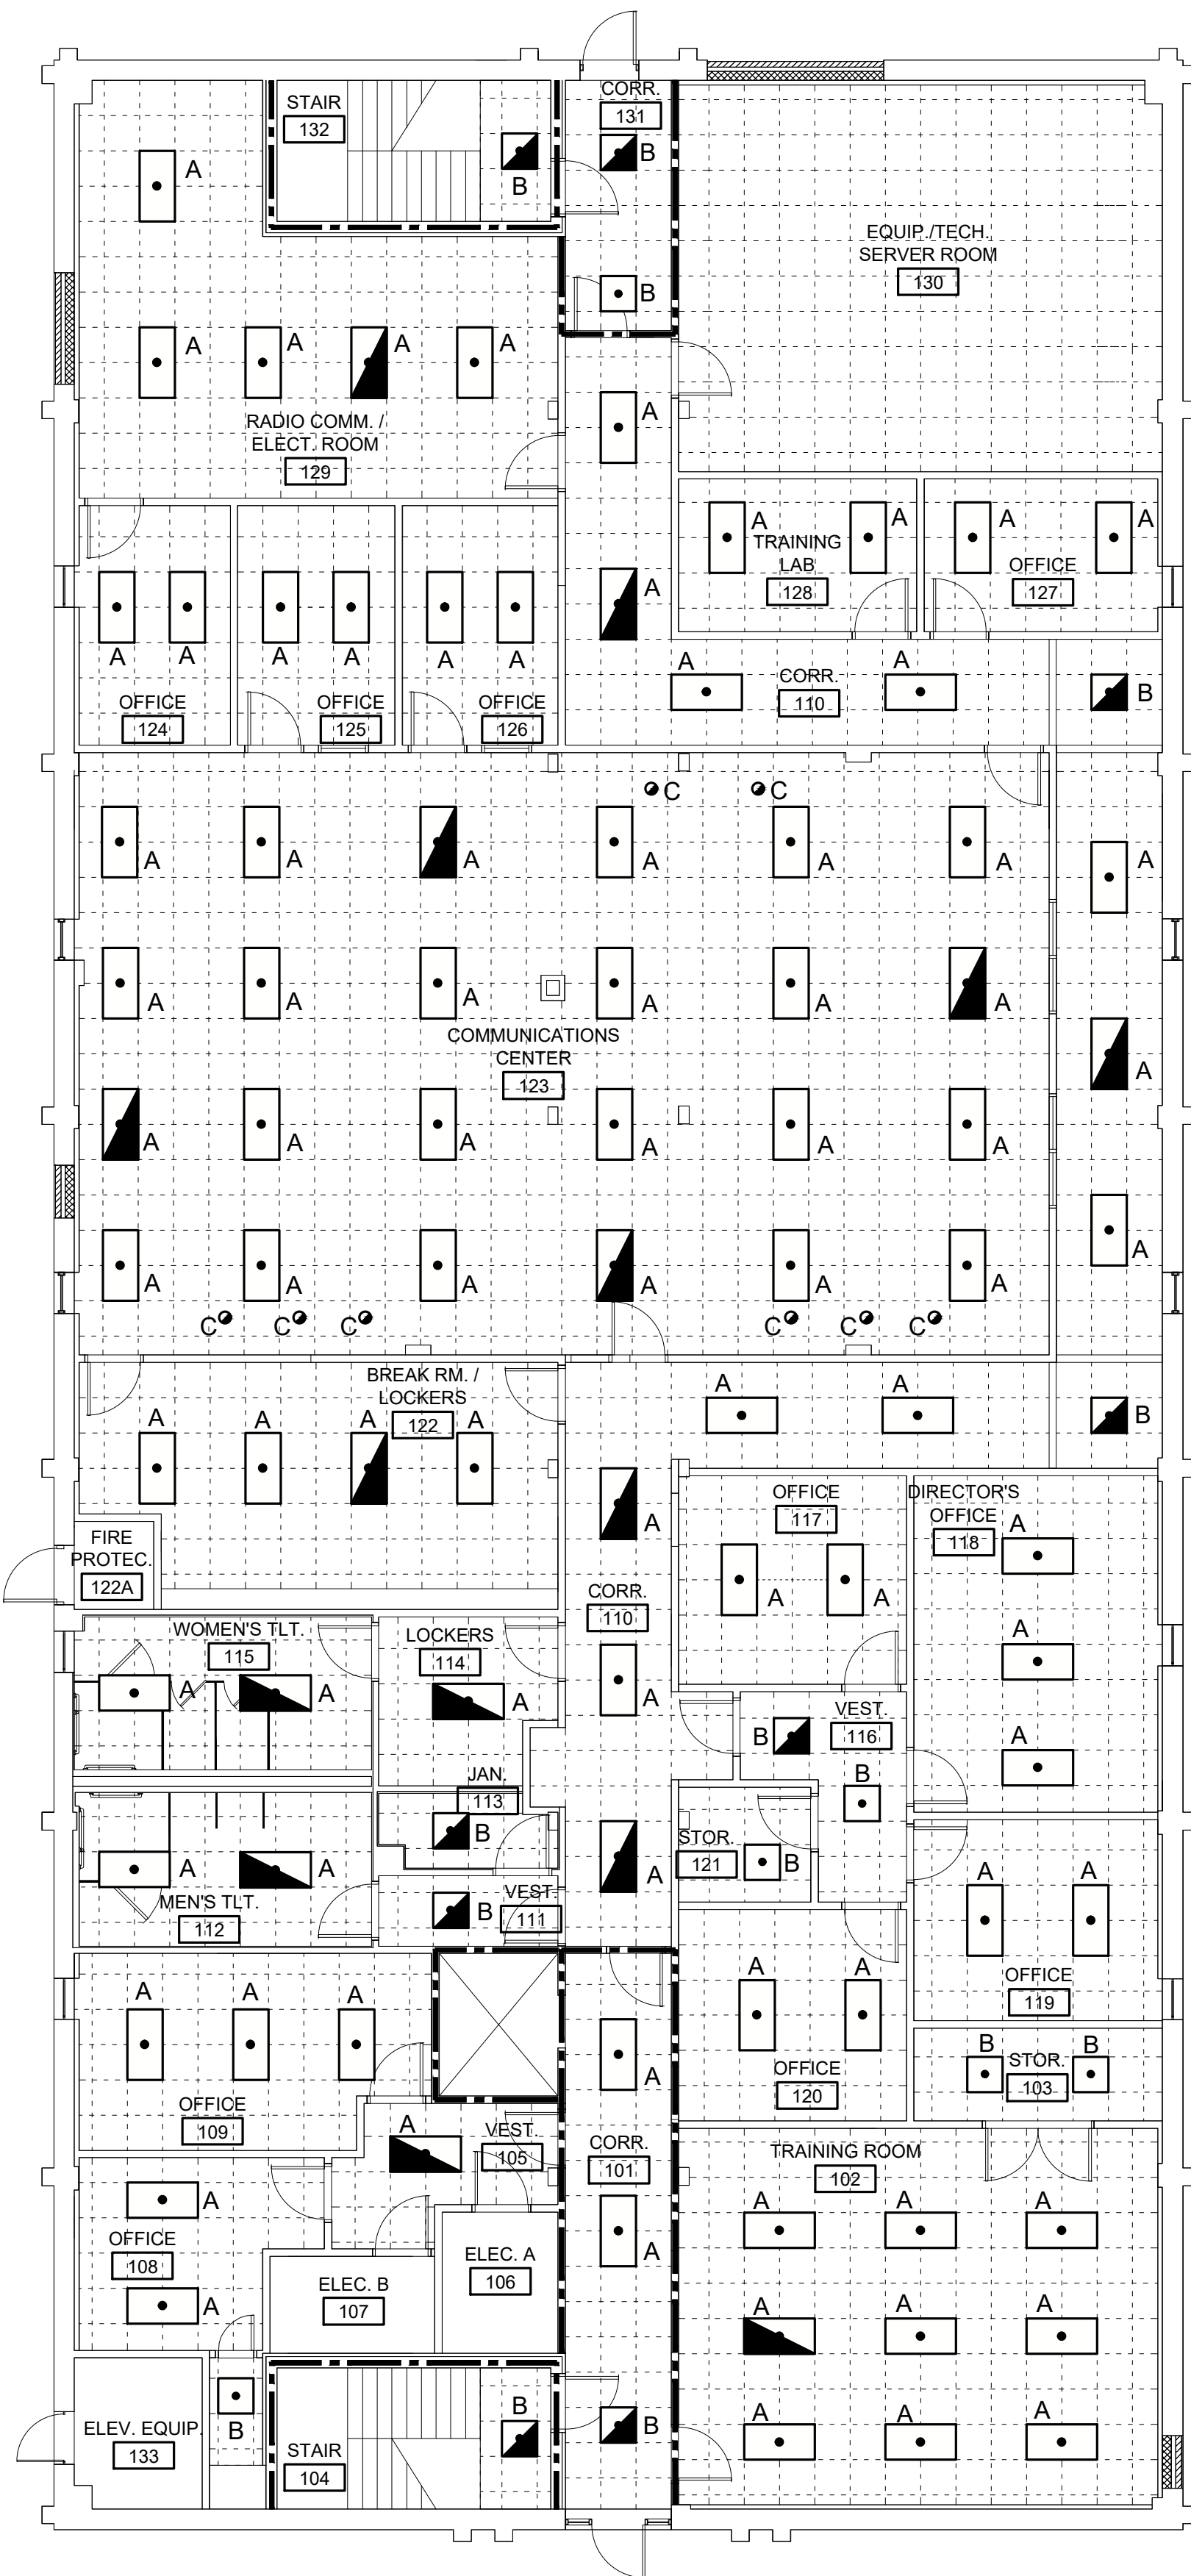 STAIR
132
B
CORR.
131
B
B
A
EQUIP./TECH.
SERVER ROOM
130
A
A
A
A
RADIO COMM. /
ELECT. ROOM
129
A
A
A
A
TRAINING
LAB
128
A
A
OFFICE
127
A
A
OFFICE
124
A
A
OFFICE
125
A
A
OFFICE
126
A
A
CORR.
110
B
C
C
A
A
A
A
A
A
A
A
A
A
A
A
A
COMMUNICATIONS
CENTER
123
A
A
A
A
A
A
A
A
A
A
A
A
A
A
C
C
C
C
C
C
BREAK RM. /
LOCKERS
122
A
A
A
A
A
A
B
FIRE
PROTEC.
122A
A
OFFICE
117
A
A
DIRECTOR'S
OFFICE
118
A
A
A
CORR.
110
A
WOMEN'S TLT.
115
A
A
LOCKERS
114
A
B
VEST.
116
B
JAN.
113
B
A
STOR.
121
B
A
A
MEN'S TLT.
112
B
VEST.
111
A
A
OFFICE
119
A
A
A
OFFICE
109
A
A
OFFICE
120
B
B
STOR.
103
A
A
VEST.
105
CORR.
101
A
TRAINING ROOM
102
A
A
A
A
OFFICE
108
A
ELEC. B
107
ELEC. A
106
A
A
A
A
A
A
B
ELEV. EQUIP.
133
STAIR
104
B
B